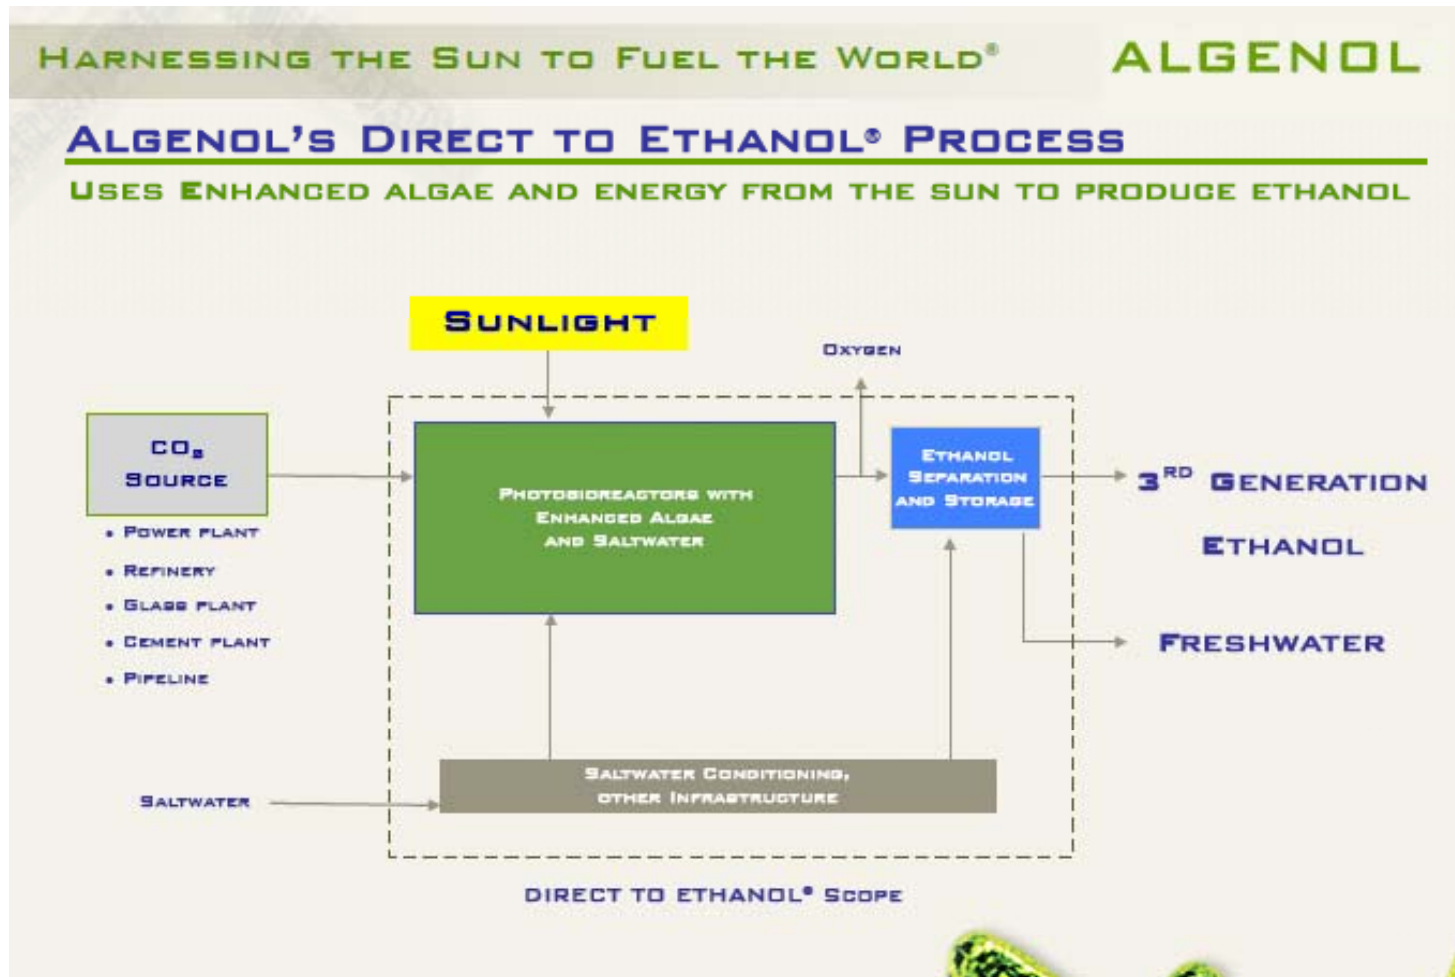 HARNESSING THE SUN TO FUEL THE WORLD®
ALGENOL
ALGENOL'S DIRECT TO ETHANOL® PROCESS
USES ENHANCED ALGAE AND ENERGY FROM THE SUN TO PRODUCE ETHANOL
SUNLIGHT
OXYGEN
CO₂
SOURCE
• POWER PLANT
• REFINERY
• GLASS PLANT
• CEMENT PLANT
• PIPELINE
PHOTOBIOREACTORS WITH
ENHANCED ALGAE
AND SALTWATER
ETHANOL
SEPARATION
AND STORAGE
3RD GENERATION
ETHANOL
FRESHWATER
SALTWATER
SALTWATER CONDITIONING,
OTHER INFRASTRUCTURE
DIRECT TO ETHANOL® SCOPE